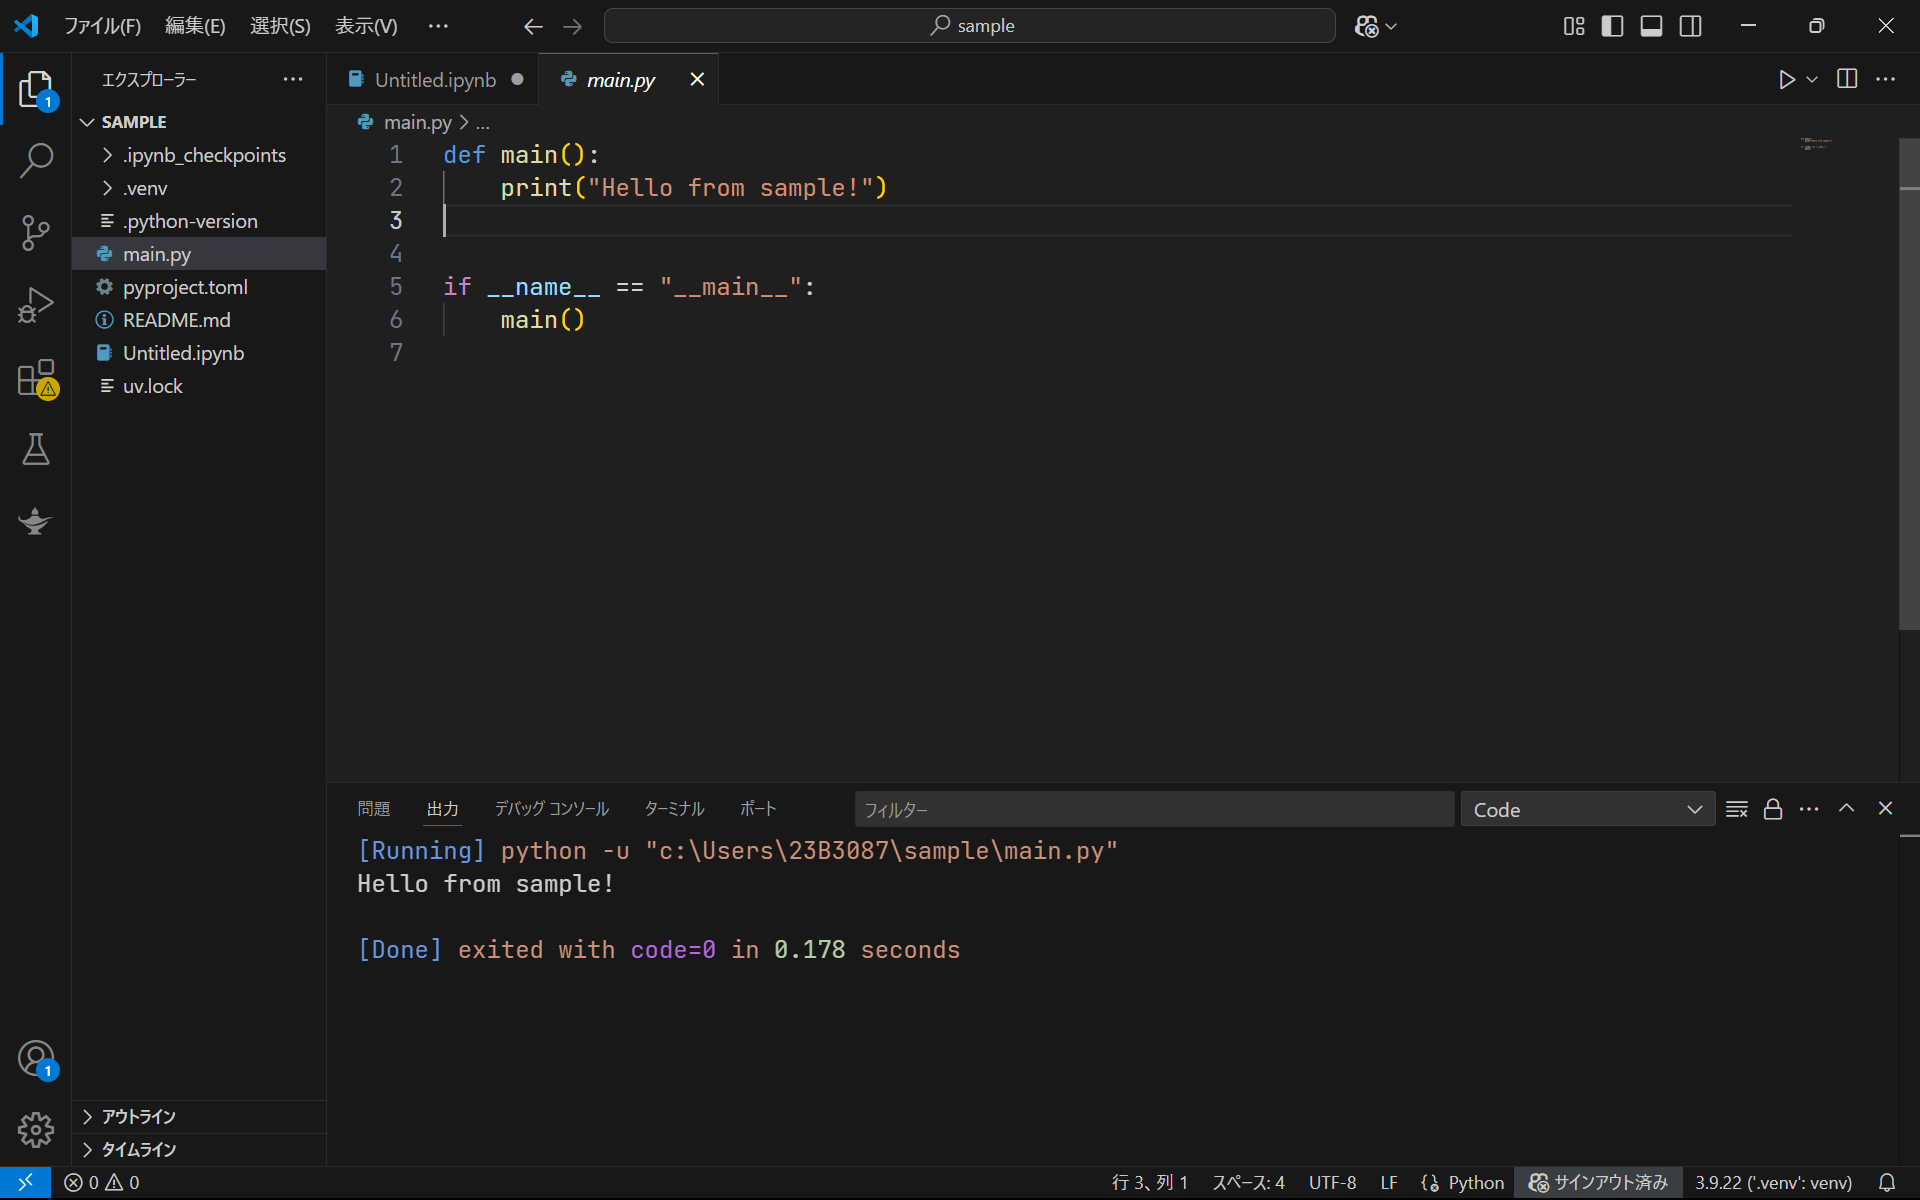 ファイル(F) 編集(E) 選択(S) 表示(V) ··· sample
エクスプローラー ···
Untitled.ipynb
main.py
SAMPLE
.ipynb_checkpoints
.venv
.python-version
main.py
pyproject.toml
README.md
Untitled.ipynb
uv.lock
main.py > ...
1 def main():
2     print("Hello from sample!")
3
4
5 if __name__ == "__main__":
6     main()
7
問題 出力 デバッグ コンソール ターミナル ポート フィルター Code
[Running] python -u "c:\Users\23B3087\sample\main.py"
Hello from sample!
[Done] exited with code=0 in 0.178 seconds
1
1
アウトライン
タイムライン
0 0 行 3、列 1 スペース: 4 UTF-8 LF Python サインアウト済み 3.9.22 ('.venv': venv)